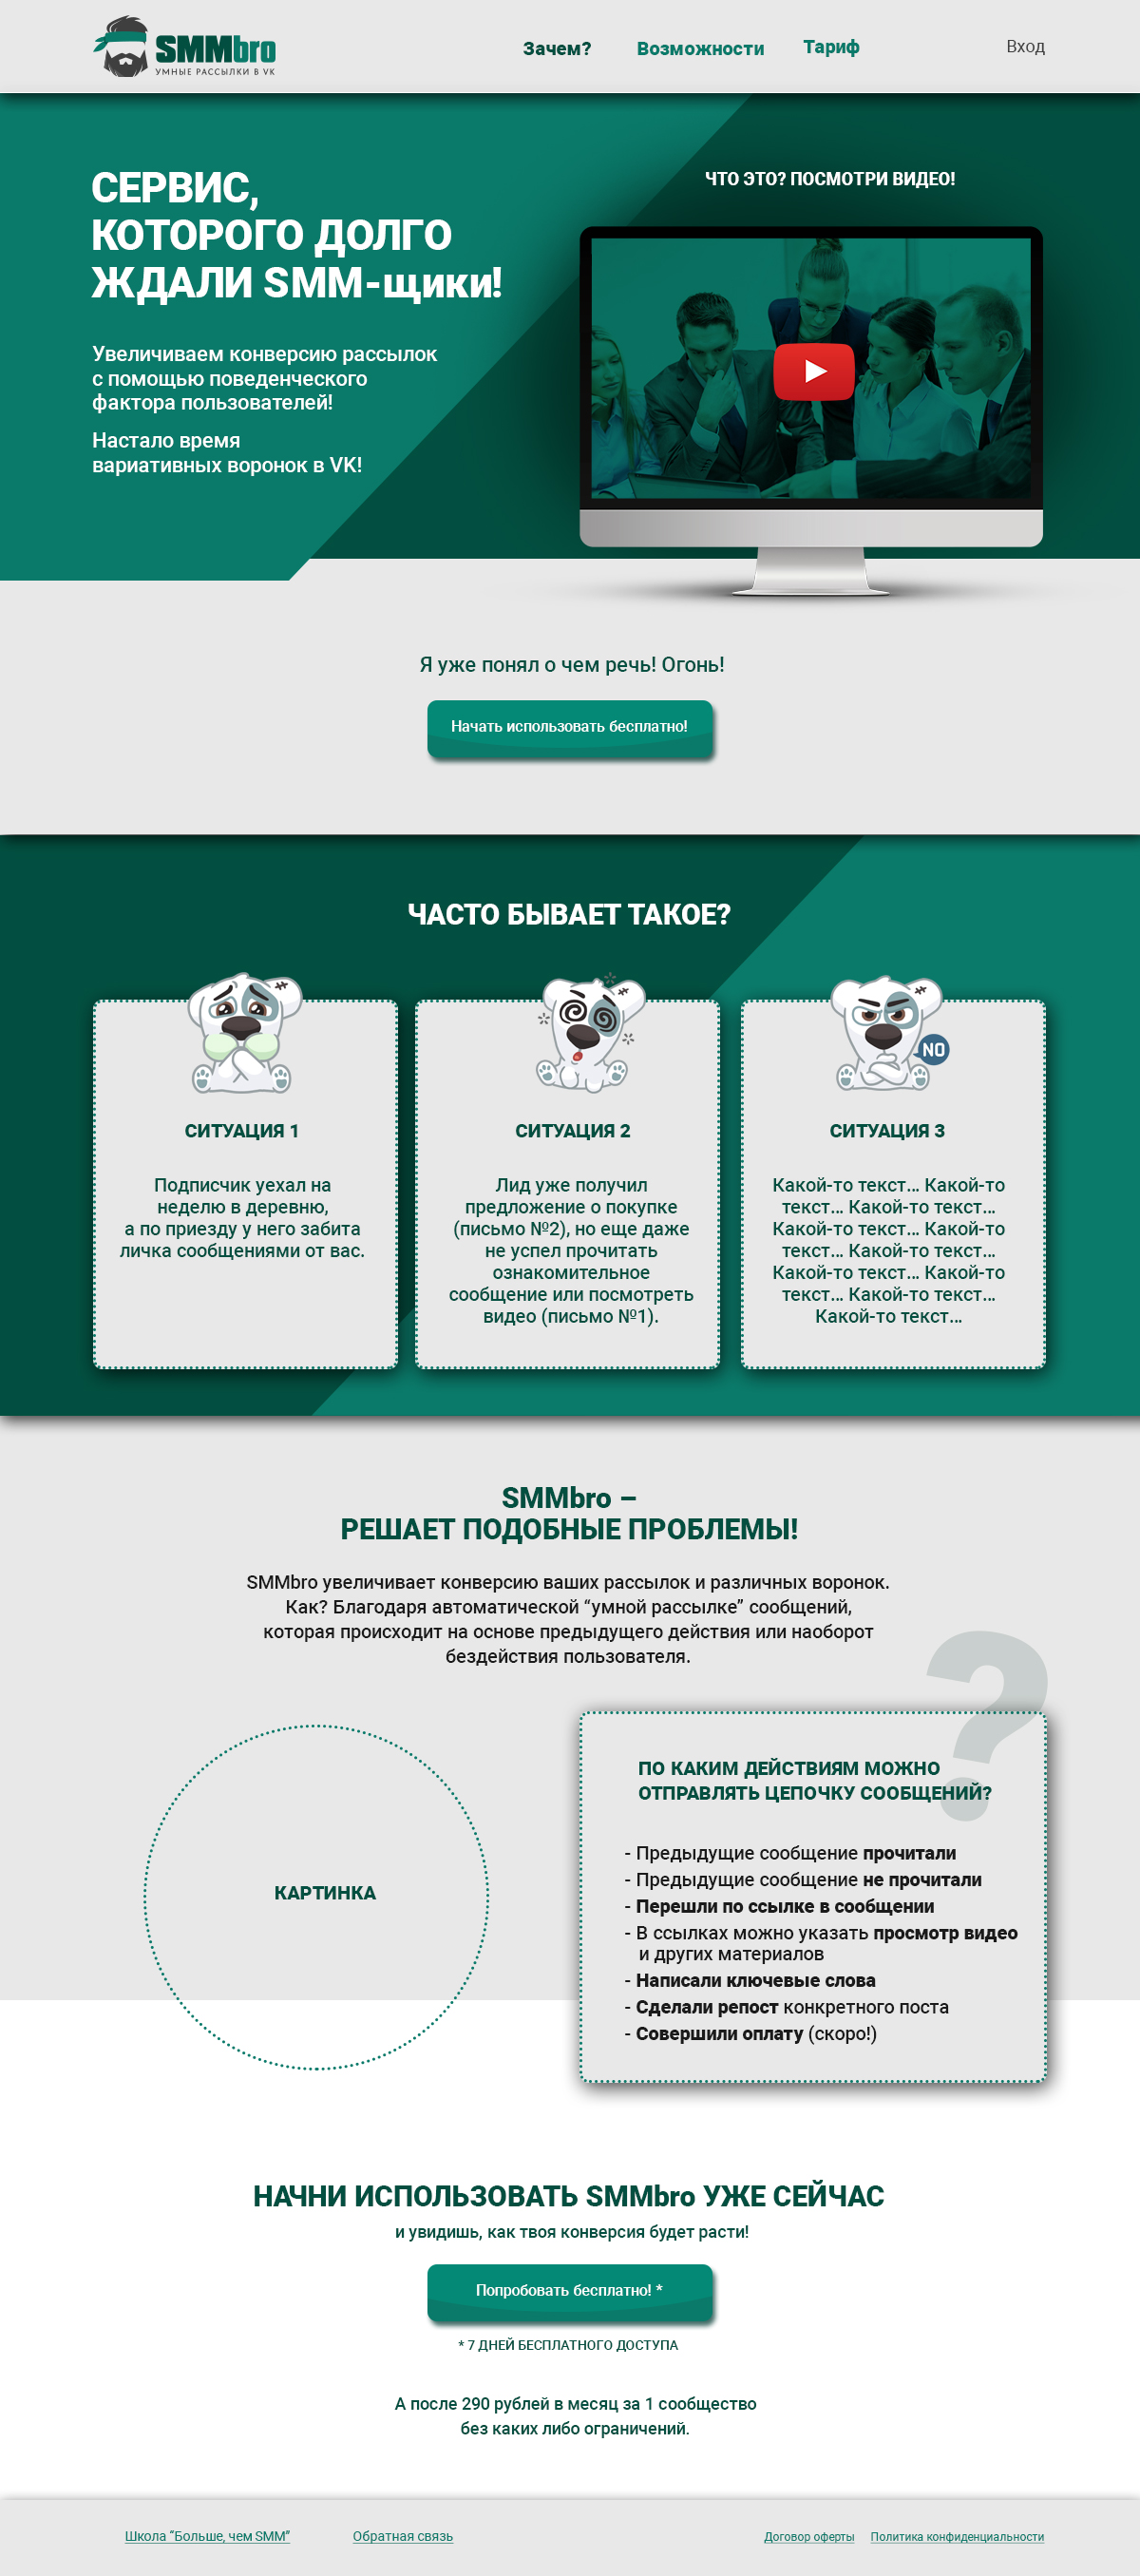 SMMbro
УМНЫЕ РАССЫЛКИ В VK
Зачем?
Возможности
Тариф
Вход
СЕРВИС,
КОТОРОГО ДОЛГО
ЖДАЛИ SMM-щики!
Увеличиваем конверсию рассылок
с помощью поведенческого
фактора пользователей!
Настало время
вариативных воронок в VK!
ЧТО ЭТО? ПОСМОТРИ ВИДЕО!
Я уже понял о чем речь! Огонь!
Начать использовать бесплатно!
ЧАСТО БЫВАЕТ ТАКОЕ?
СИТУАЦИЯ 1
Подписчик уехал на
неделю в деревню,
а по приезду у него забита
личка сообщениями от вас.
СИТУАЦИЯ 2
Лид уже получил
предложение о покупке
(письмо №2), но еще даже
не успел прочитать
ознакомительное
сообщение или посмотреть
видео (письмо №1).
NO
СИТУАЦИЯ 3
Какой-то текст... Какой-то
текст... Какой-то текст...
Какой-то текст... Какой-то
текст... Какой-то текст...
Какой-то текст... Какой-то
текст... Какой-то текст...
Какой-то текст...
SMMbro –
РЕШАЕТ ПОДОБНЫЕ ПРОБЛЕМЫ!
SMMbro увеличивает конверсию ваших рассылок и различных воронок.
Как? Благодаря автоматической “умной рассылке” сообщений,
которая происходит на основе предыдущего действия или наоборот
бездействия пользователя.
КАРТИНКА
?
ПО КАКИМ ДЕЙСТВИЯМ МОЖНО
ОТПРАВЛЯТЬ ЦЕПОЧКУ СООБЩЕНИЙ?
- Предыдущие сообщение прочитали
- Предыдущие сообщение не прочитали
- Перешли по ссылке в сообщении
- В ссылках можно указать просмотр видео
и других материалов
- Написали ключевые слова
- Сделали репост конкретного поста
- Совершили оплату (скоро!)
НАЧНИ ИСПОЛЬЗОВАТЬ SMMbro УЖЕ СЕЙЧАС
и увидишь, как твоя конверсия будет расти!
Попробовать бесплатно! *
* 7 ДНЕЙ БЕСПЛАТНОГО ДОСТУПА
А после 290 рублей в месяц за 1 сообщество
без каких либо ограничений.
Школа “Больше, чем SMM”
Обратная связь
Договор оферты
Политика конфиденциальности